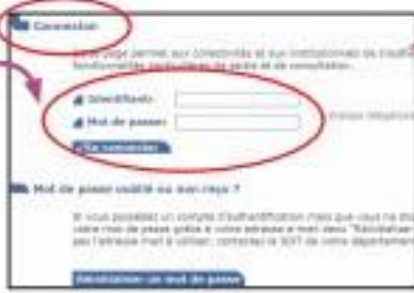 Connexion
Cette page permet aux collectivités et aux institutionnels de
fonctionnalités particulières de saisie et de consultation.
Identifiant:
Mot de passe:
Se connecter
Mot de passe oublié ou non reçu ?
Si vous possédez un compte d'authentification mais que vous ne
votre mot de passe grâce à votre adresse e-mail dans "Réinitialiser
pas l'adresse mail à utiliser, contactez le de votre département
Réinitialiser un mot de passe